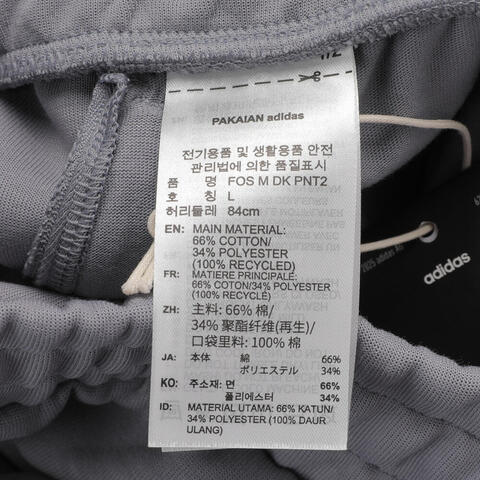 1/2
PAKAIAN adidas
전기용품 및 생활용품 안전
관리법에 의한 품질표시
품 명 FOS M DK PNT2
호 칭 L
허리둘레 84cm
EN: MAIN MATERIAL:
66% COTTON/
34% POLYESTER
(100% RECYCLED)
FR: MATIERE PRINCIPALE:
66% COTON/34% POLYESTER
(100% RECYCLÉ)
ZH: 主料: 66% 棉/
34% 聚酯纤维(再生)/
口袋里料: 100% 棉
JA: 本体 綿 66%
ポリエステル 34%
KO: 주소재: 면 66%
폴리에스터 34%
ID: MATERIAL UTAMA: 66% KATUN/
34% POLYESTER (100% DAUR
ULANG)
adidas